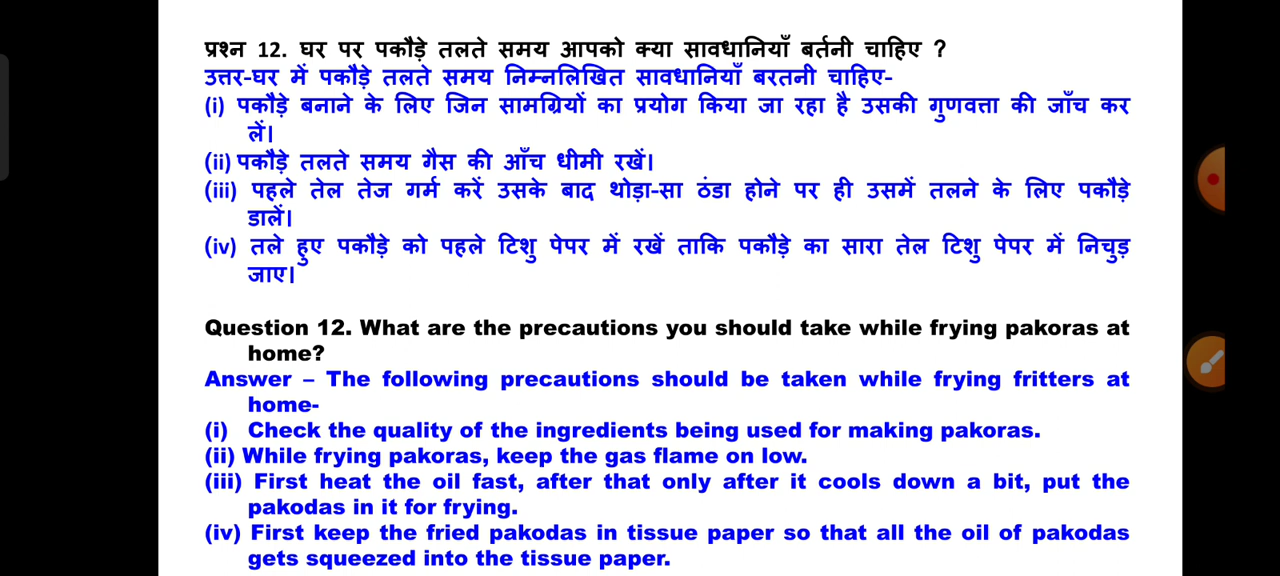 प्रश्न 12. घर पर पकौड़े तलते समय आपको क्या सावधानियाँ बर्तनी चाहिए ?
उत्तर-घर में पकौड़े तलते समय निम्नलिखित सावधानियाँ बरतनी चाहिए-
(i) पकौड़े बनाने के लिए जिन सामग्रियों का प्रयोग किया जा रहा है उसकी गुणवत्ता की जाँच कर
लें।
(ii) पकौड़े तलते समय गैस की आँच धीमी रखें।
(iii) पहले तेल तेज गर्म करें उसके बाद थोड़ा-सा ठंडा होने पर ही उसमें तलने के लिए पकौड़े
डालें।
(iv) तले हुए पकौड़े को पहले टिशु पेपर में रखें ताकि पकौड़े का सारा तेल टिशु पेपर में निचुड़
जाए।
Question 12. What are the precautions you should take while frying pakoras at
home?
Answer – The following precautions should be taken while frying fritters at
home-
(i) Check the quality of the ingredients being used for making pakoras.
(ii) While frying pakoras, keep the gas flame on low.
(iii) First heat the oil fast, after that only after it cools down a bit, put the
pakodas in it for frying.
(iv) First keep the fried pakodas in tissue paper so that all the oil of pakodas
gets squeezed into the tissue paper.